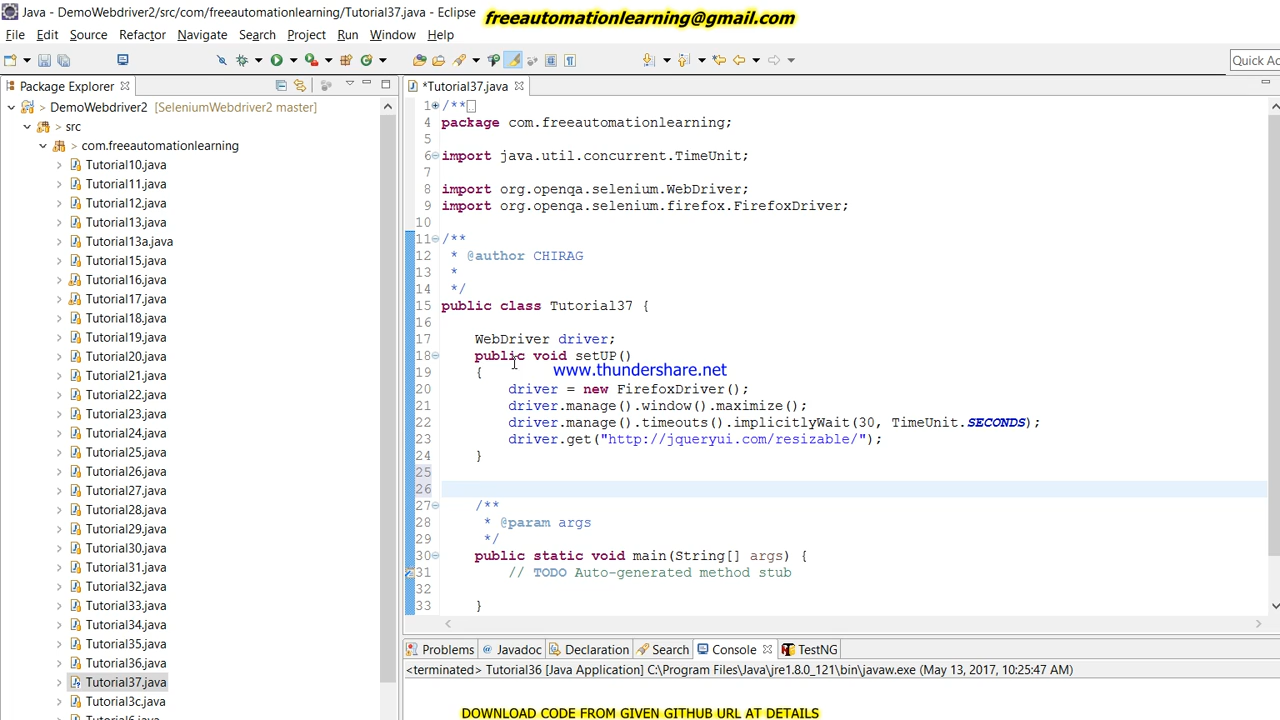 Java - DemoWebdriver2/src/com/freeautomationlearning/Tutorial37.java - Eclipse
freeautomationlearning@gmail.com
File Edit Source Refactor Navigate Search Project Run Window Help
Quick Ac
Package Explorer
DemoWebdriver2 [SeleniumWebdriver2 master]
src
com.freeautomationlearning
Tutorial10.java
Tutorial11.java
Tutorial12.java
Tutorial13.java
Tutorial13a.java
Tutorial15.java
Tutorial16.java
Tutorial17.java
Tutorial18.java
Tutorial19.java
Tutorial20.java
Tutorial21.java
Tutorial22.java
Tutorial23.java
Tutorial24.java
Tutorial25.java
Tutorial26.java
Tutorial27.java
Tutorial28.java
Tutorial29.java
Tutorial30.java
Tutorial31.java
Tutorial32.java
Tutorial33.java
Tutorial34.java
Tutorial35.java
Tutorial36.java
Tutorial37.java
Tutorial3c.java
*Tutorial37.java
1 /**
4 package com.freeautomationlearning;
5
6 import java.util.concurrent.TimeUnit;
7
8 import org.openqa.selenium.WebDriver;
9 import org.openqa.selenium.firefox.FirefoxDriver;
10
11 /**
12 * @author CHIRAG
13 *
14 */
15 public class Tutorial37 {
16
17 WebDriver driver;
18 public void setUP()
19 {
www.thundershare.net
20 driver = new FirefoxDriver();
21 driver.manage().window().maximize();
22 driver.manage().timeouts().implicitlyWait(30, TimeUnit.SECONDS);
23 driver.get("http://jqueryui.com/resizable/");
24 }
25
26
27 /**
28 * @param args
29 */
30 public static void main(String[] args) {
31 // TODO Auto-generated method stub
32
33 }
Problems Javadoc Declaration Search Console TestNG
<terminated> Tutorial36 [Java Application] C:\Program Files\Java\jre1.8.0_121\bin\javaw.exe (May 13, 2017, 10:25:47 AM)
DOWNLOAD CODE FROM GIVEN GITHUB URL AT DETAILS